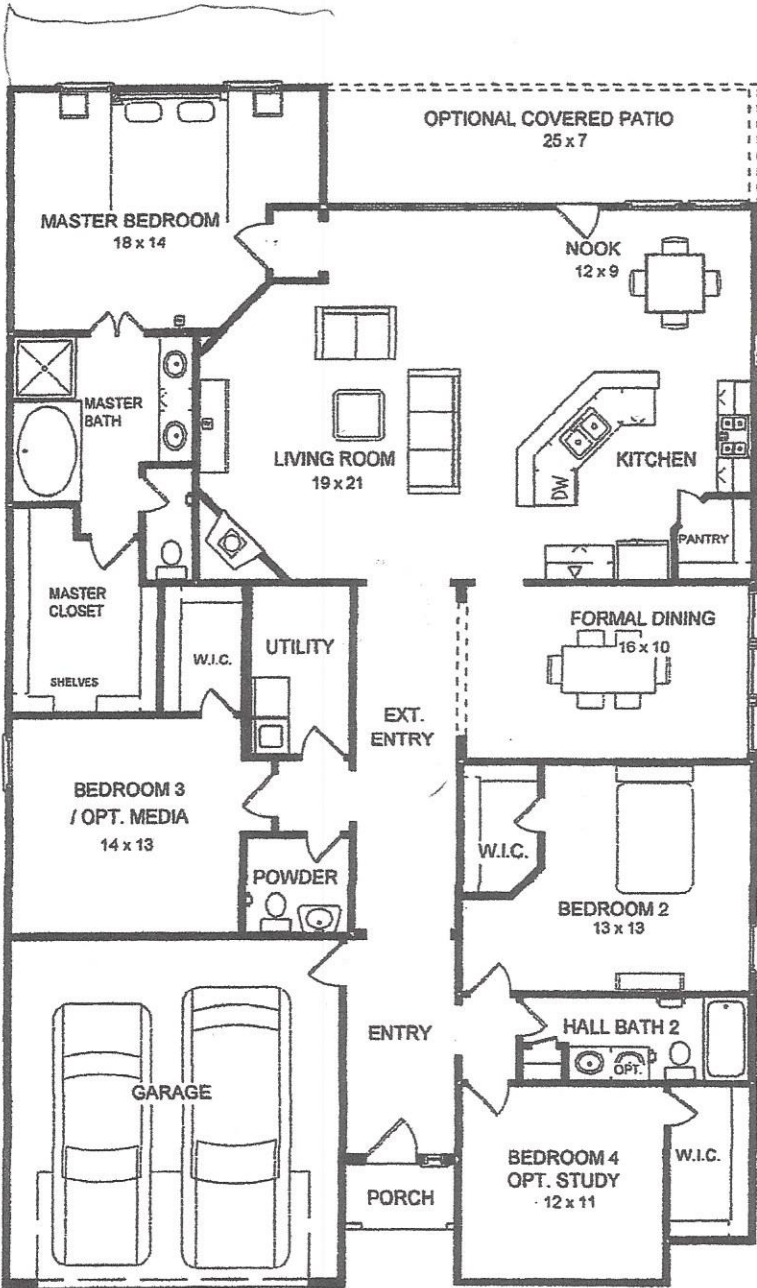 OPTIONAL COVERED PATIO
25 x 7
MASTER BEDROOM
18 x 14
NOOK
12 x 9
MASTER
BATH
LIVING ROOM
19 x 21
KITCHEN
DW
PANTRY
MASTER
CLOSET
SHELVES
W.I.C.
UTILITY
FORMAL DINING
16 x 10
EXT.
ENTRY
BEDROOM 3
/ OPT. MEDIA
14 x 13
W.I.C.
POWDER
BEDROOM 2
13 x 13
ENTRY
HALL BATH 2
OPT.
GARAGE
BEDROOM 4
OPT. STUDY
12 x 11
W.I.C.
PORCH